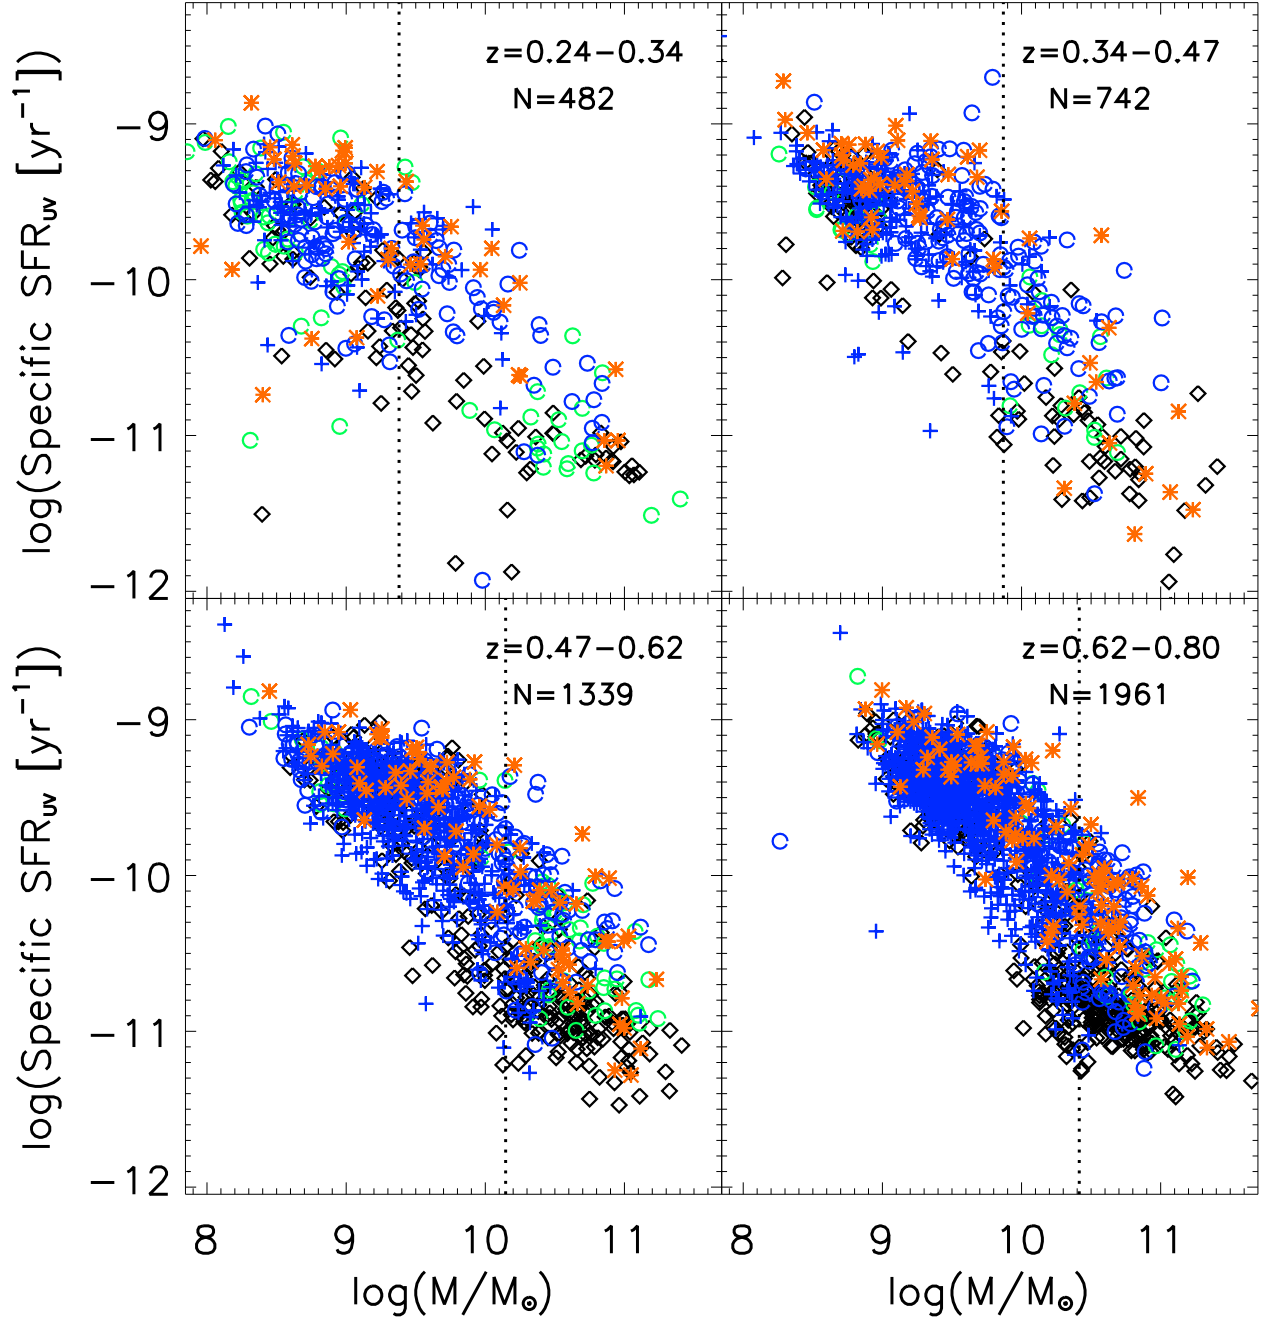 z=0.24−0.34
N=482
z=0.34−0.47
N=742
log(Specific SFRuv [yr−1])
−9
−10
−11
−12
z=0.47−0.62
N=1339
z=0.62−0.80
N=1961
log(Specific SFRuv [yr−1])
−9
−10
−11
−12
8 9 10 11
8 9 10 11
log(M/M⊙)
log(M/M⊙)